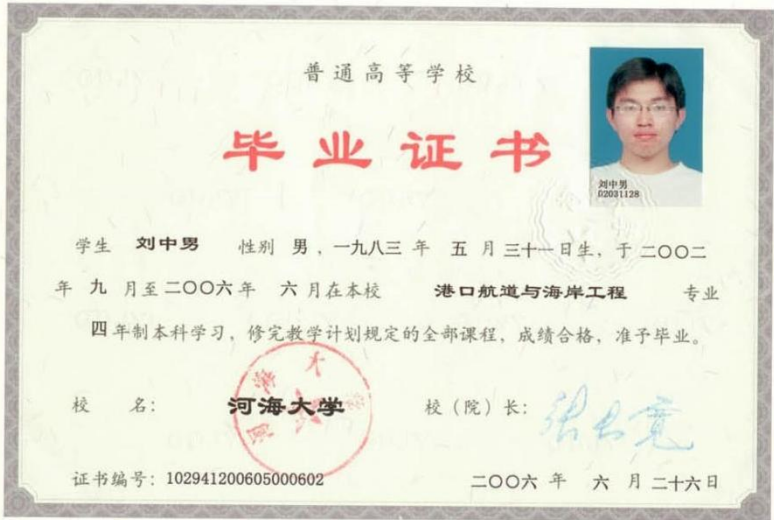 普通高等学校
毕业证书
刘中男
02031128
学生 刘中男 性别 男，一九八三 年 五 月 三十一日生，于 二〇〇二
年 九 月至二〇〇六年 六 月在本校 港口航道与海岸工程 专业
四年制本科学习，修完教学计划规定的全部课程，成绩合格，准予毕业。
校 名： 河海大学 校（院）长：
证书编号：102941200605000602 二〇〇六 年 六 月 二十六日